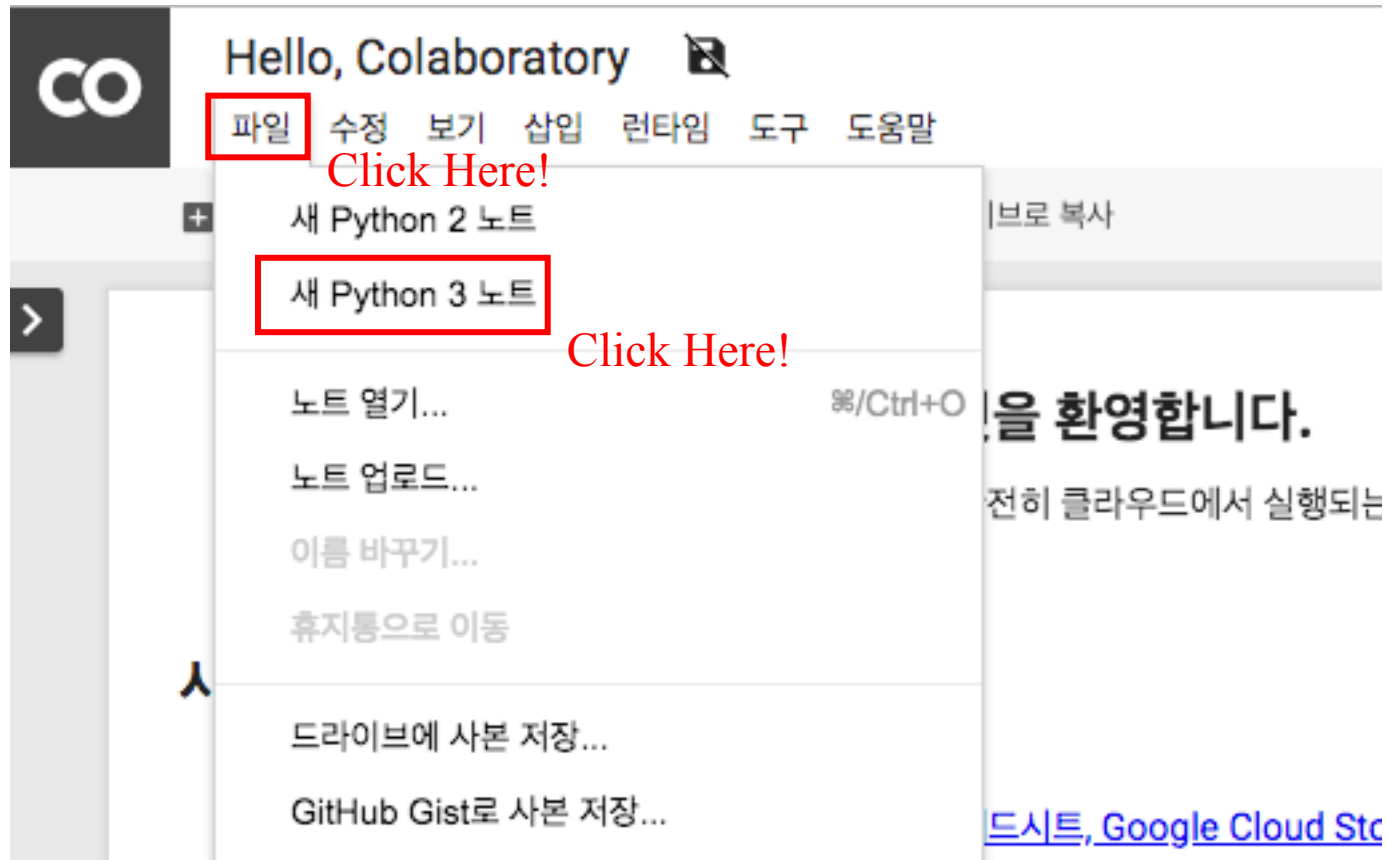 CO
Hello, Colaboratory
파일 수정 보기 삽입 런타임 도구 도움말
Click Here!
새 Python 2 노트
브로 복사
새 Python 3 노트
Click Here!
노트 열기... ⌘/Ctrl+O
을 환영합니다.
노트 업로드...
전히 클라우드에서 실행되는
이름 바꾸기...
휴지통으로 이동
드라이브에 사본 저장...
GitHub Gist로 사본 저장...
드시트, Google Cloud Sto